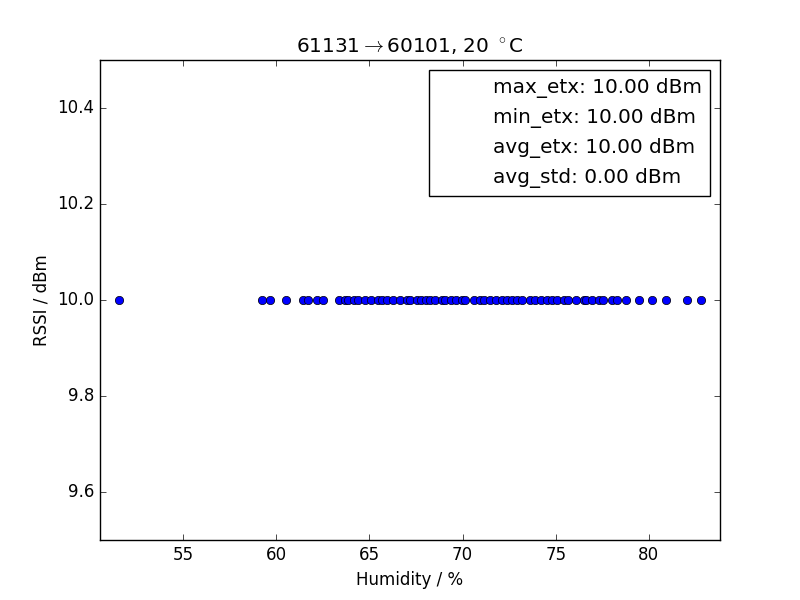 61131→60101, 20 °C
max_etx: 10.00 dBm
min_etx: 10.00 dBm
avg_etx: 10.00 dBm
avg_std: 0.00 dBm
10.4
10.2
10.0
9.8
9.6
RSSI / dBm
55 60 65 70 75 80
Humidity / %